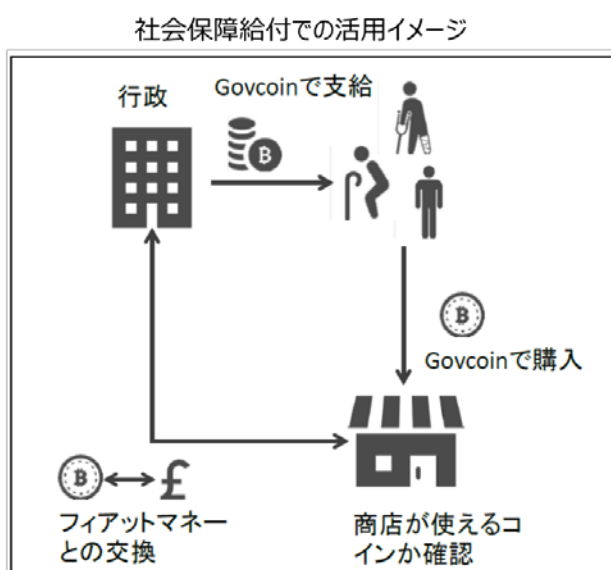 社会保障給付での活用イメージ
行政
Govcoinで支給
Govcoinで購入
フィアットマネー
との交換
商店が使えるコ
インか確認